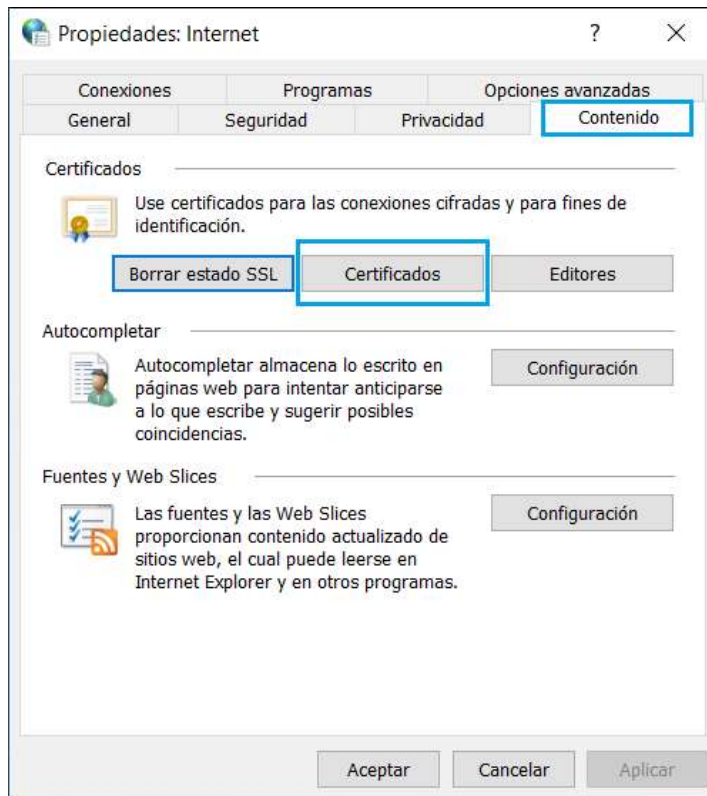 Propiedades: Internet
?
Conexiones
Programas
Opciones avanzadas
General
Seguridad
Privacidad
Contenido
Certificados
Use certificados para las conexiones cifradas y para fines de
identificación.
Borrar estado SSL
Certificados
Editores
Autocompletar
Autocompletar almacena lo escrito en
páginas web para intentar anticiparse
a lo que escribe y sugerir posibles
coincidencias.
Configuración
Fuentes y Web Slices
Las fuentes y las Web Slices
proporcionan contenido actualizado de
sitios web, el cual puede leerse en
Internet Explorer y en otros programas.
Configuración
Aceptar
Cancelar
Aplicar